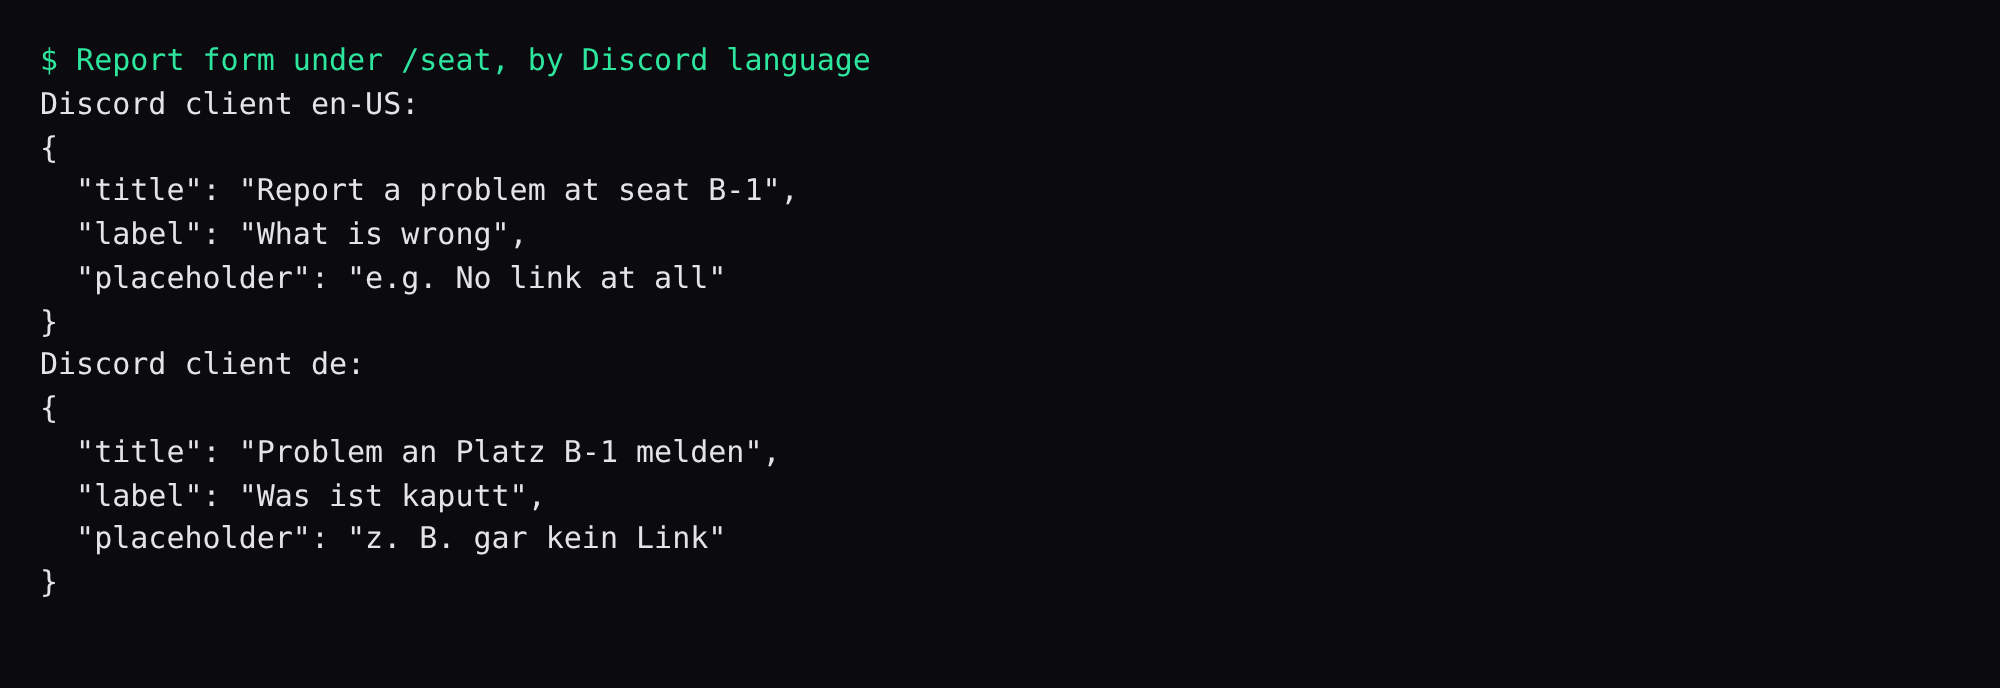 $ Report form under /seat, by Discord language
Discord client en-US:
{
  "title": "Report a problem at seat B-1",
  "label": "What is wrong",
  "placeholder": "e.g. No link at all"
}
Discord client de:
{
  "title": "Problem an Platz B-1 melden",
  "label": "Was ist kaputt",
  "placeholder": "z. B. gar kein Link"
}